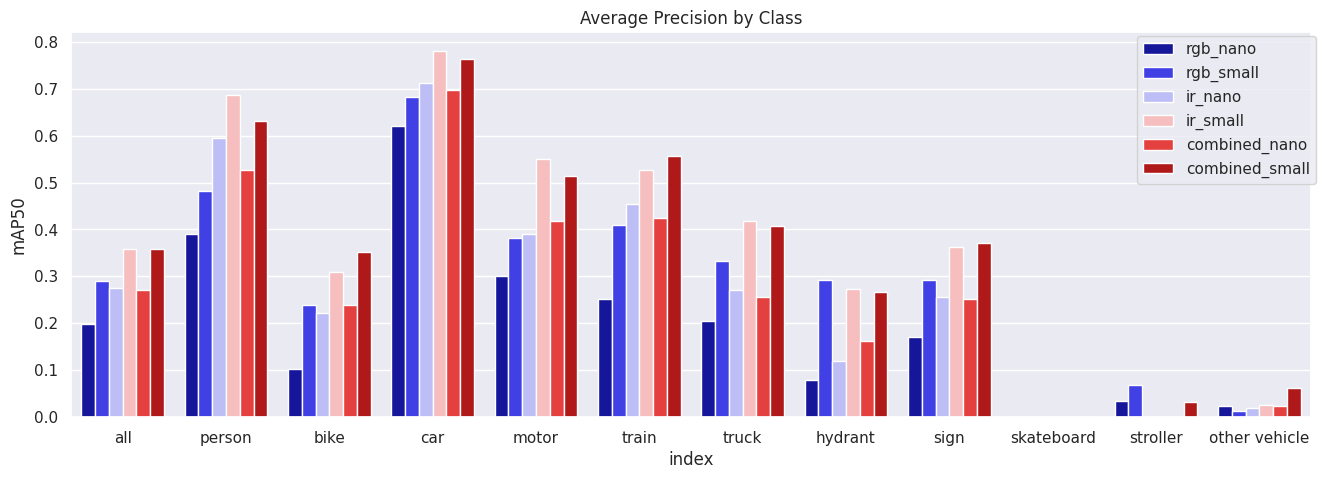 Average Precision by Class
0.8
0.7
0.6
0.5
0.4
0.3
0.2
0.1
0.0
mAP50
rgb_nano
rgb_small
ir_nano
ir_small
combined_nano
combined_small
all person bike car motor train truck hydrant sign skateboard stroller other vehicle
index